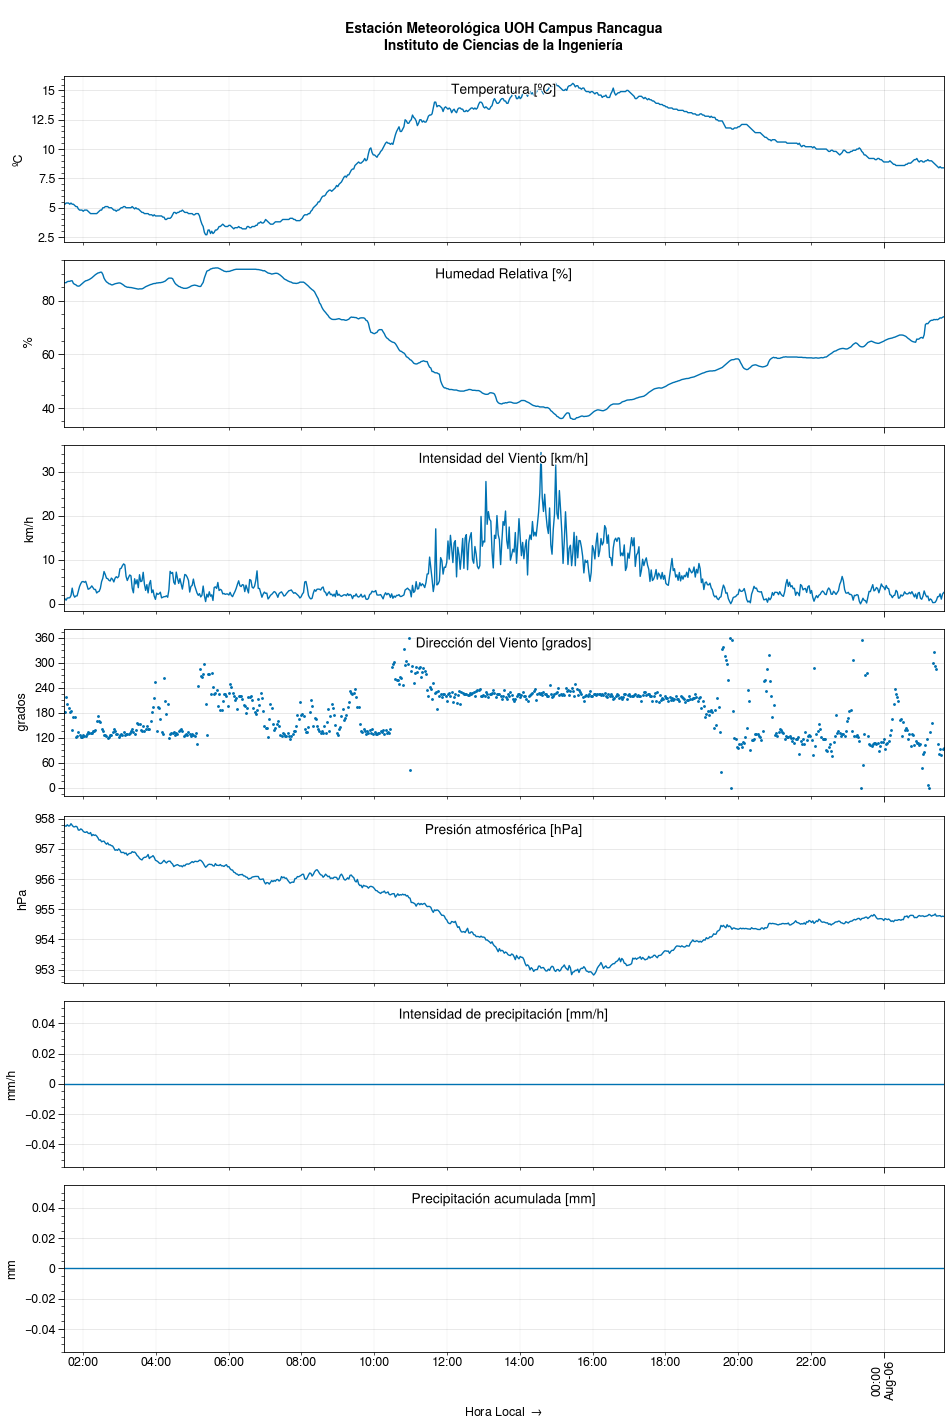 Estación Meteorológica UOH Campus Rancagua
Instituto de Ciencias de la Ingeniería
Temperatura [ºC]
15
12.5
10
7.5
5
2.5
ºC
Humedad Relativa [%]
80
60
40
%
Intensidad del Viento [km/h]
30
20
10
0
km/h
Dirección del Viento [grados]
360
300
240
180
120
60
0
grados
Presión atmosférica [hPa]
958
957
956
955
954
953
hPa
Intensidad de precipitación [mm/h]
0.04
0.02
0
−0.02
−0.04
mm/h
Precipitación acumulada [mm]
0.04
0.02
0
−0.02
−0.04
mm
02:00 04:00 06:00 08:00 10:00 12:00 14:00 16:00 18:00 20:00 22:00
00:00
Aug-06
Hora Local →